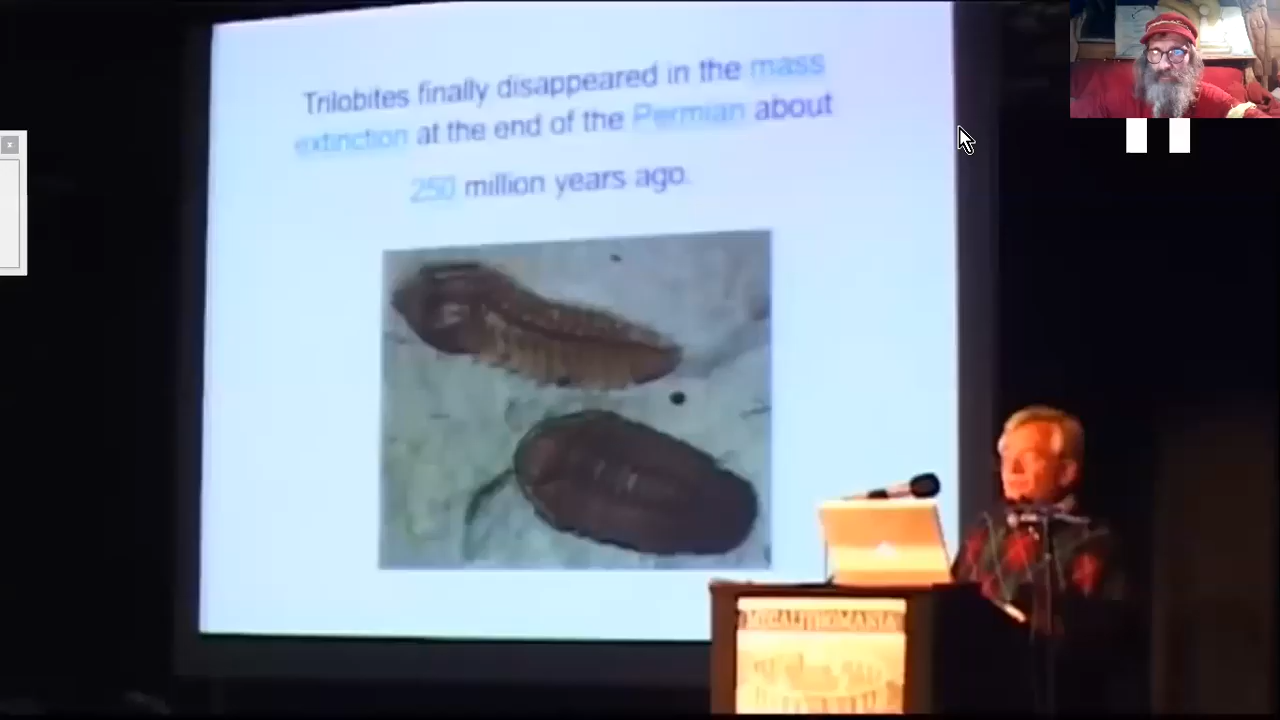 Trilobites finally disappeared in the mass
extinction at the end of the Permian about
250 million years ago.
MEGALITHOMANIA